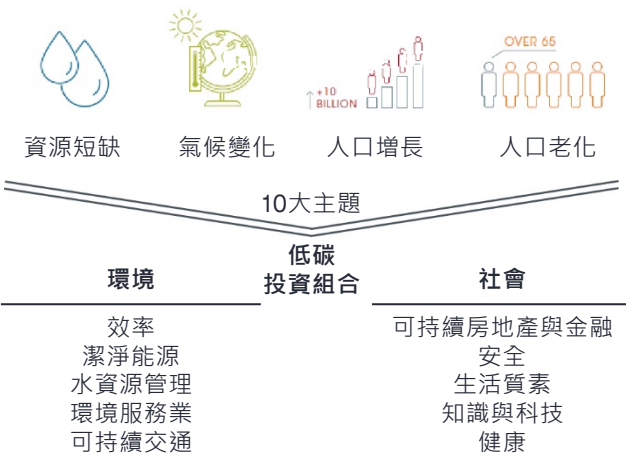 OVER 65
+10
BILLION
資源短缺
氣候變化
人口增長
人口老化
10大主題
低碳
投資組合
環境
效率
潔淨能源
水資源管理
環境服務業
可持續交通
社會
可持續房地產與金融
安全
生活質素
知識與科技
健康